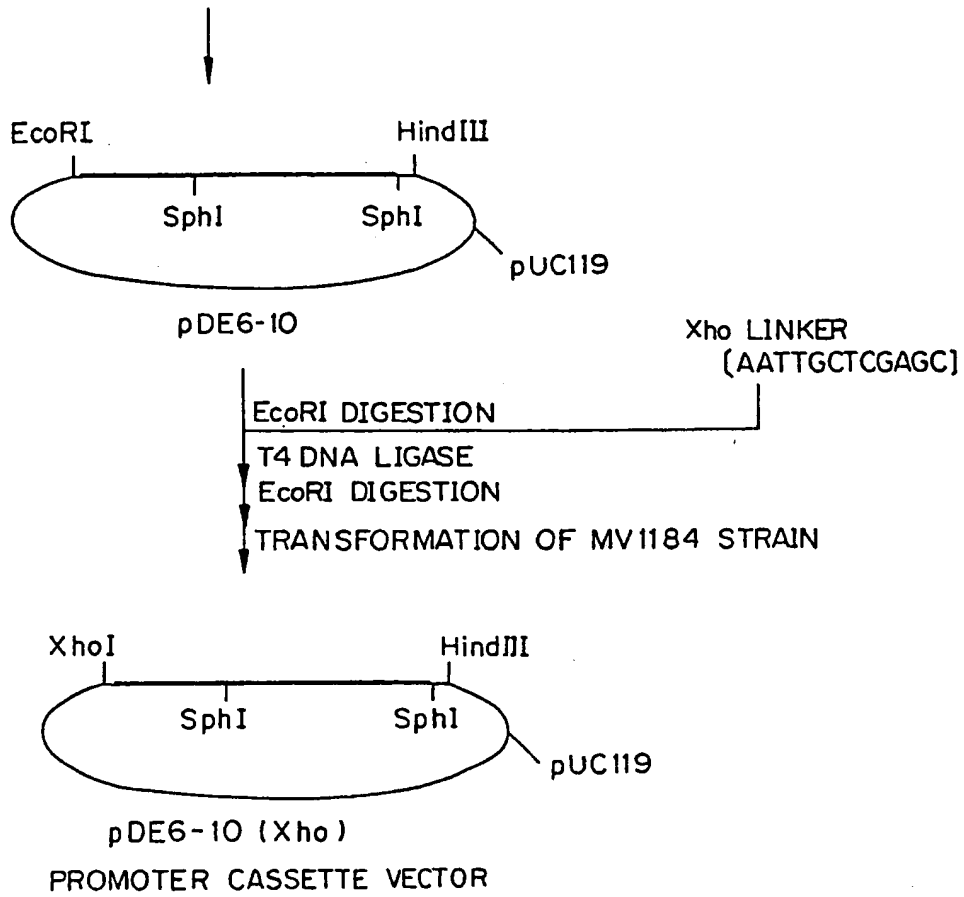 EcoRI HindIII
SphI SphI
pUC119
pDE6-10
Xho LINKER
[AATTGCTCGAGC]
EcoRI DIGESTION
T4 DNA LIGASE
EcoRI DIGESTION
TRANSFORMATION OF MV1184 STRAIN
XhoI HindIII
SphI SphI
pUC119
pDE6-10 (Xho)
PROMOTER CASSETTE VECTOR